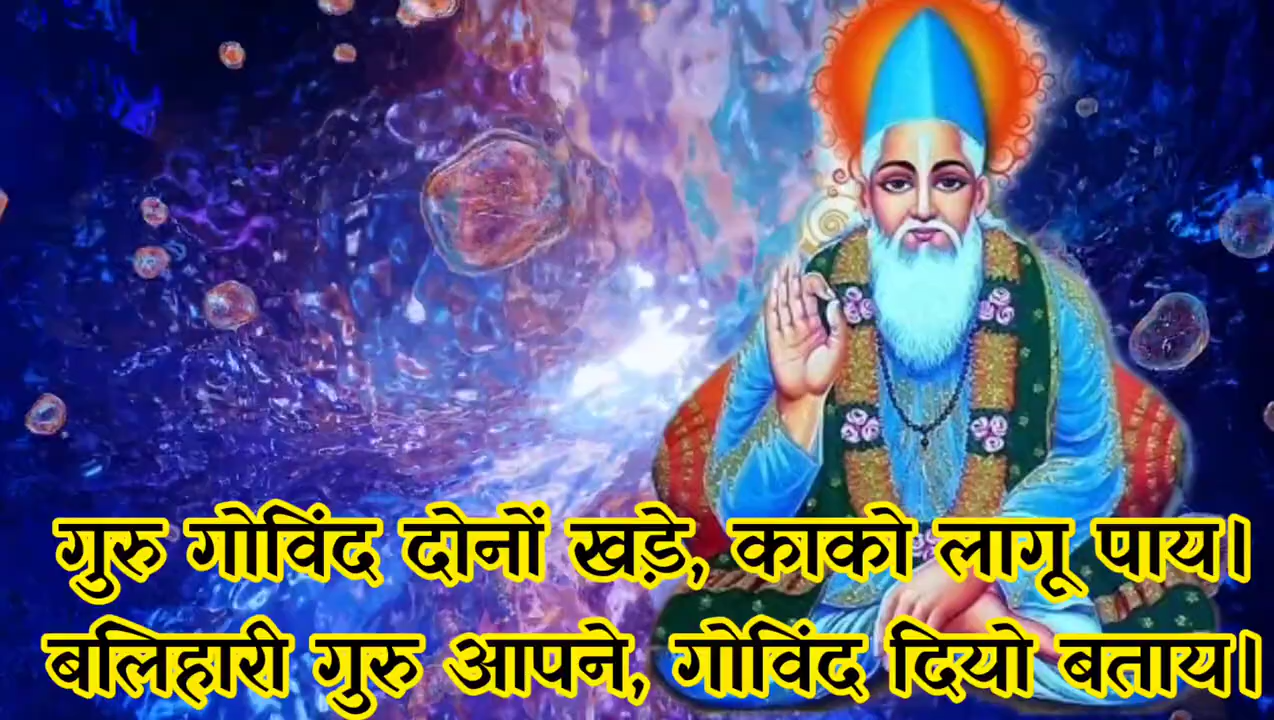 गुरु गोविंद दोनों खड़े, काको लागू पाय।
बलिहारी गुरु आपने, गोविंद दियो बताय।